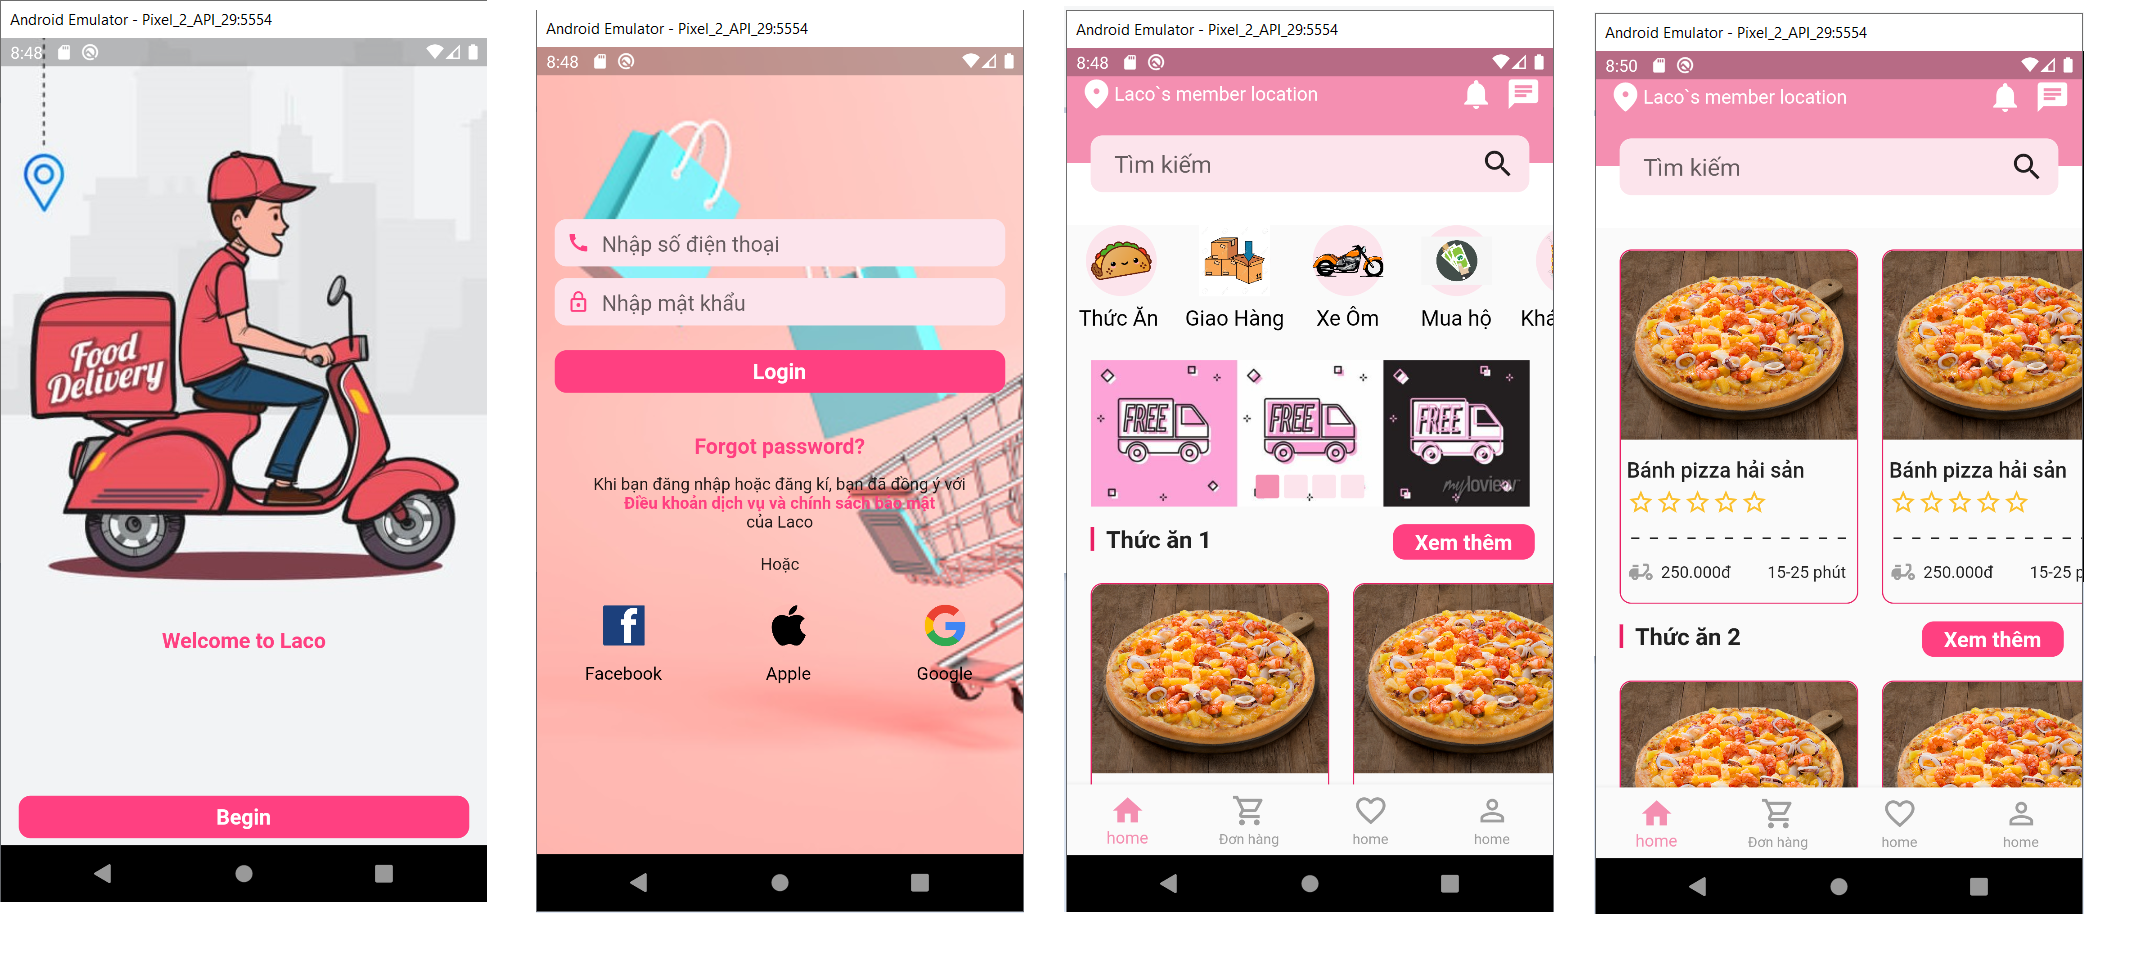 Android Emulator - Pixel_2_API_29:5554
8:48
Food
Delivery
Welcome to Laco
Begin
Android Emulator - Pixel_2_API_29:5554
8:48
Nhập số điện thoại
Nhập mật khẩu
Login
Forgot password?
Khi bạn đăng nhập hoặc đăng kí, bạn đã đồng ý với
Điều khoản dịch vụ và chính sách bảo mật
của Laco
Hoặc
Facebook Apple Google
Android Emulator - Pixel_2_API_29:5554
8:48
Laco`s member location
Tìm kiếm
Thức Ăn Giao Hàng Xe Ôm Mua hộ Khá
FREE FREE FREE
myloview
Thức ăn 1 Xem thêm
home Đơn hàng home home
Android Emulator - Pixel_2_API_29:5554
8:50
Laco`s member location
Tìm kiếm
Bánh pizza hải sản Bánh pizza hải sản
250.000đ 15-25 phút 250.000đ 15-25 p
Thức ăn 2 Xem thêm
home Đơn hàng home home